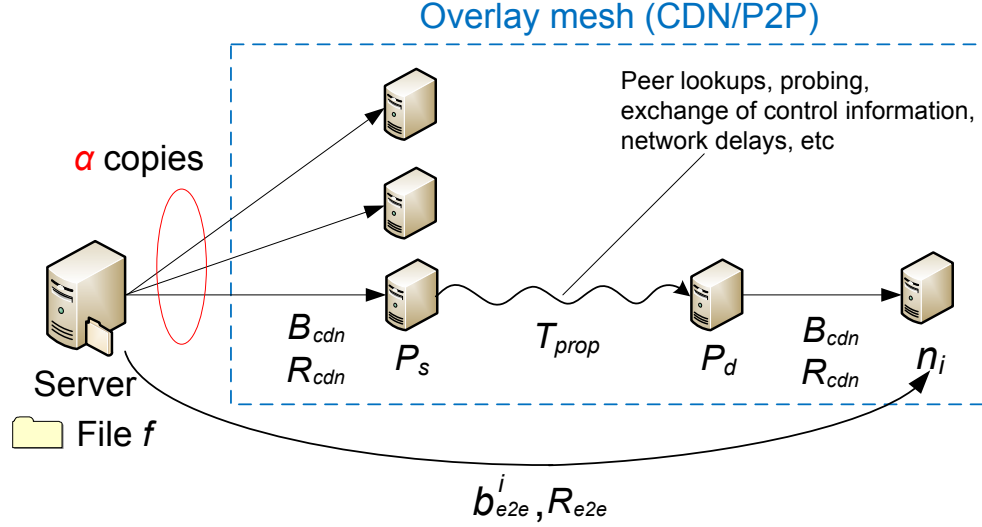 Overlay mesh (CDN/P2P)
Peer lookups, probing,
exchange of control information,
network delays, etc
α copies
B_cdn
R_cdn
P_s
T_prop
P_d
B_cdn
R_cdn
n_i
Server
File f
b^i_e2e, R_e2e